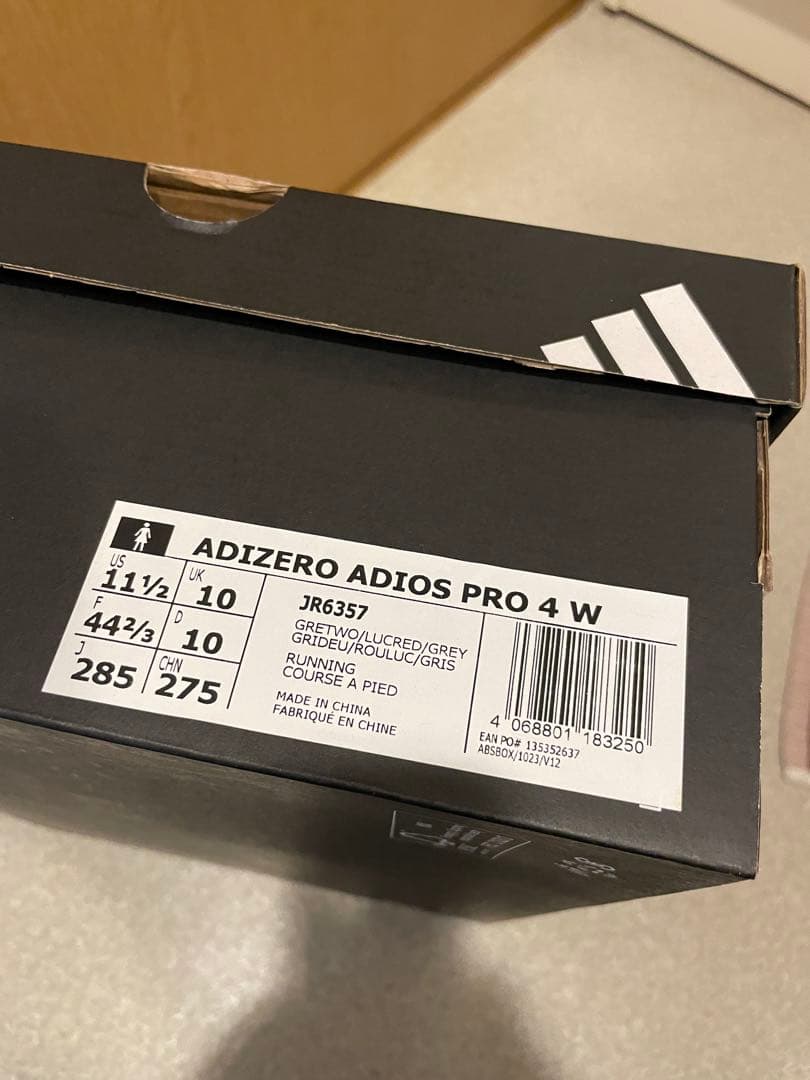 ADIZERO ADIOS PRO 4 W
US 11½ UK 10
F 44⅔ D 10
J 285 CHN 275
JR6357
GRETWO/LUCRED/GREY
GRIDEU/ROULUC/GRIS
RUNNING
COURSE A PIED
MADE IN CHINA
FABRIQUÉ EN CHINE
4 068801 183250
EAN PO# 135352637
ABSBOX/1023/V12